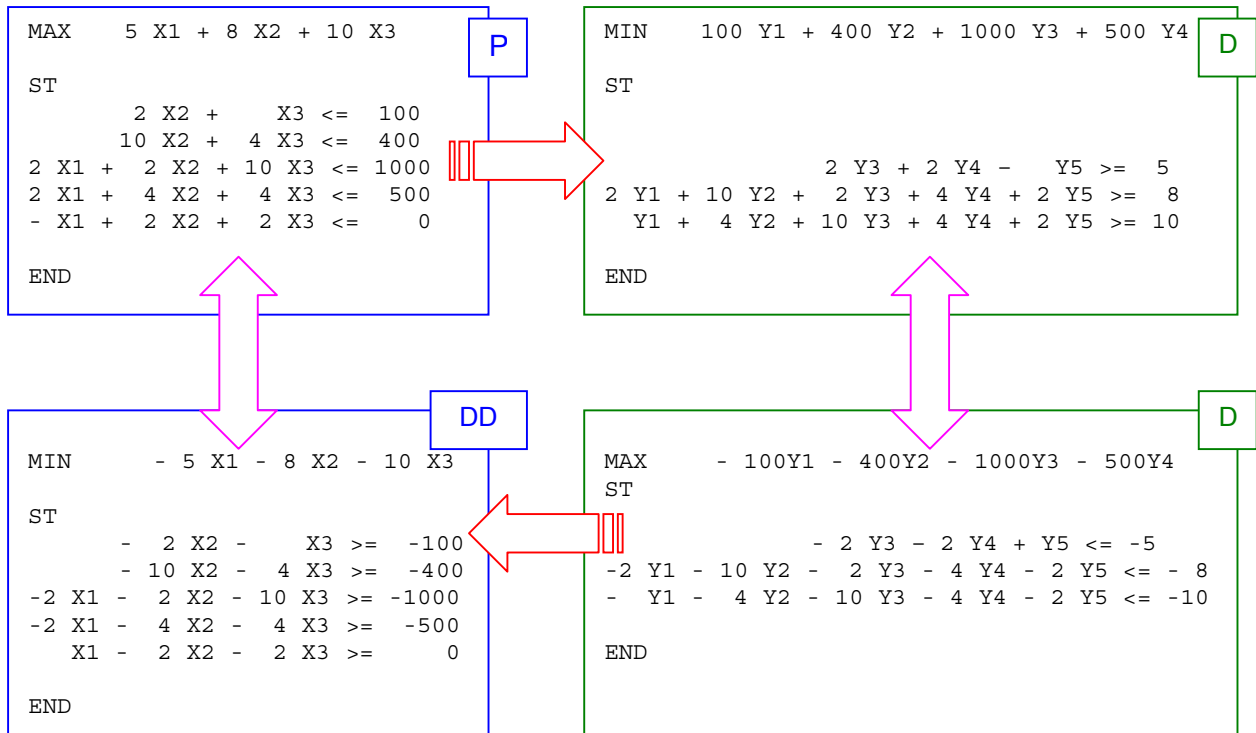 P
MAX 5 X1 + 8 X2 + 10 X3
ST
2 X2 + X3 <= 100
10 X2 + 4 X3 <= 400
2 X1 + 2 X2 + 10 X3 <= 1000
2 X1 + 4 X2 + 4 X3 <= 500
- X1 + 2 X2 + 2 X3 <= 0
END
D
MIN 100 Y1 + 400 Y2 + 1000 Y3 + 500 Y4
ST
2 Y3 + 2 Y4 – Y5 >= 5
2 Y1 + 10 Y2 + 2 Y3 + 4 Y4 + 2 Y5 >= 8
Y1 + 4 Y2 + 10 Y3 + 4 Y4 + 2 Y5 >= 10
END
DD
MIN - 5 X1 - 8 X2 - 10 X3
ST
- 2 X2 - X3 >= -100
- 10 X2 - 4 X3 >= -400
-2 X1 - 2 X2 - 10 X3 >= -1000
-2 X1 - 4 X2 - 4 X3 >= -500
X1 - 2 X2 - 2 X3 >= 0
END
D
MAX - 100Y1 - 400Y2 - 1000Y3 - 500Y4
ST
- 2 Y3 – 2 Y4 + Y5 <= -5
-2 Y1 - 10 Y2 - 2 Y3 - 4 Y4 - 2 Y5 <= - 8
- Y1 - 4 Y2 - 10 Y3 - 4 Y4 - 2 Y5 <= -10
END